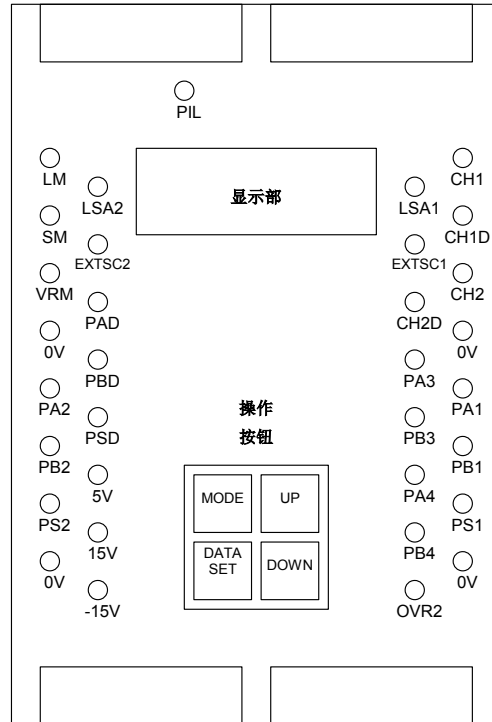 PIL
LM
CH1
显示部
LSA2
LSA1
SM
CH1D
EXTSC2
EXTSC1
VRM
CH2
PAD
CH2D
0V
0V
PBD
PA3
PA2
PA1
操作
PSD
PB3
按钮
PB2
PB1
5V
MODE
UP
PA4
PS2
PS1
15V
DATA
SET
DOWN
PB4
0V
0V
-15V
OVR2